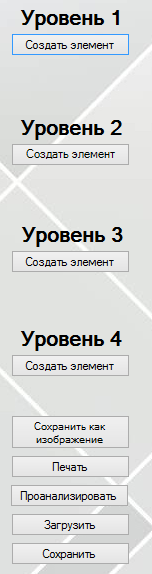 Уровень 1
Создать элемент
Уровень 2
Создать элемент
Уровень 3
Создать элемент
Уровень 4
Создать элемент
Сохранить как
изображение
Печать
Проанализировать
Загрузить
Сохранить